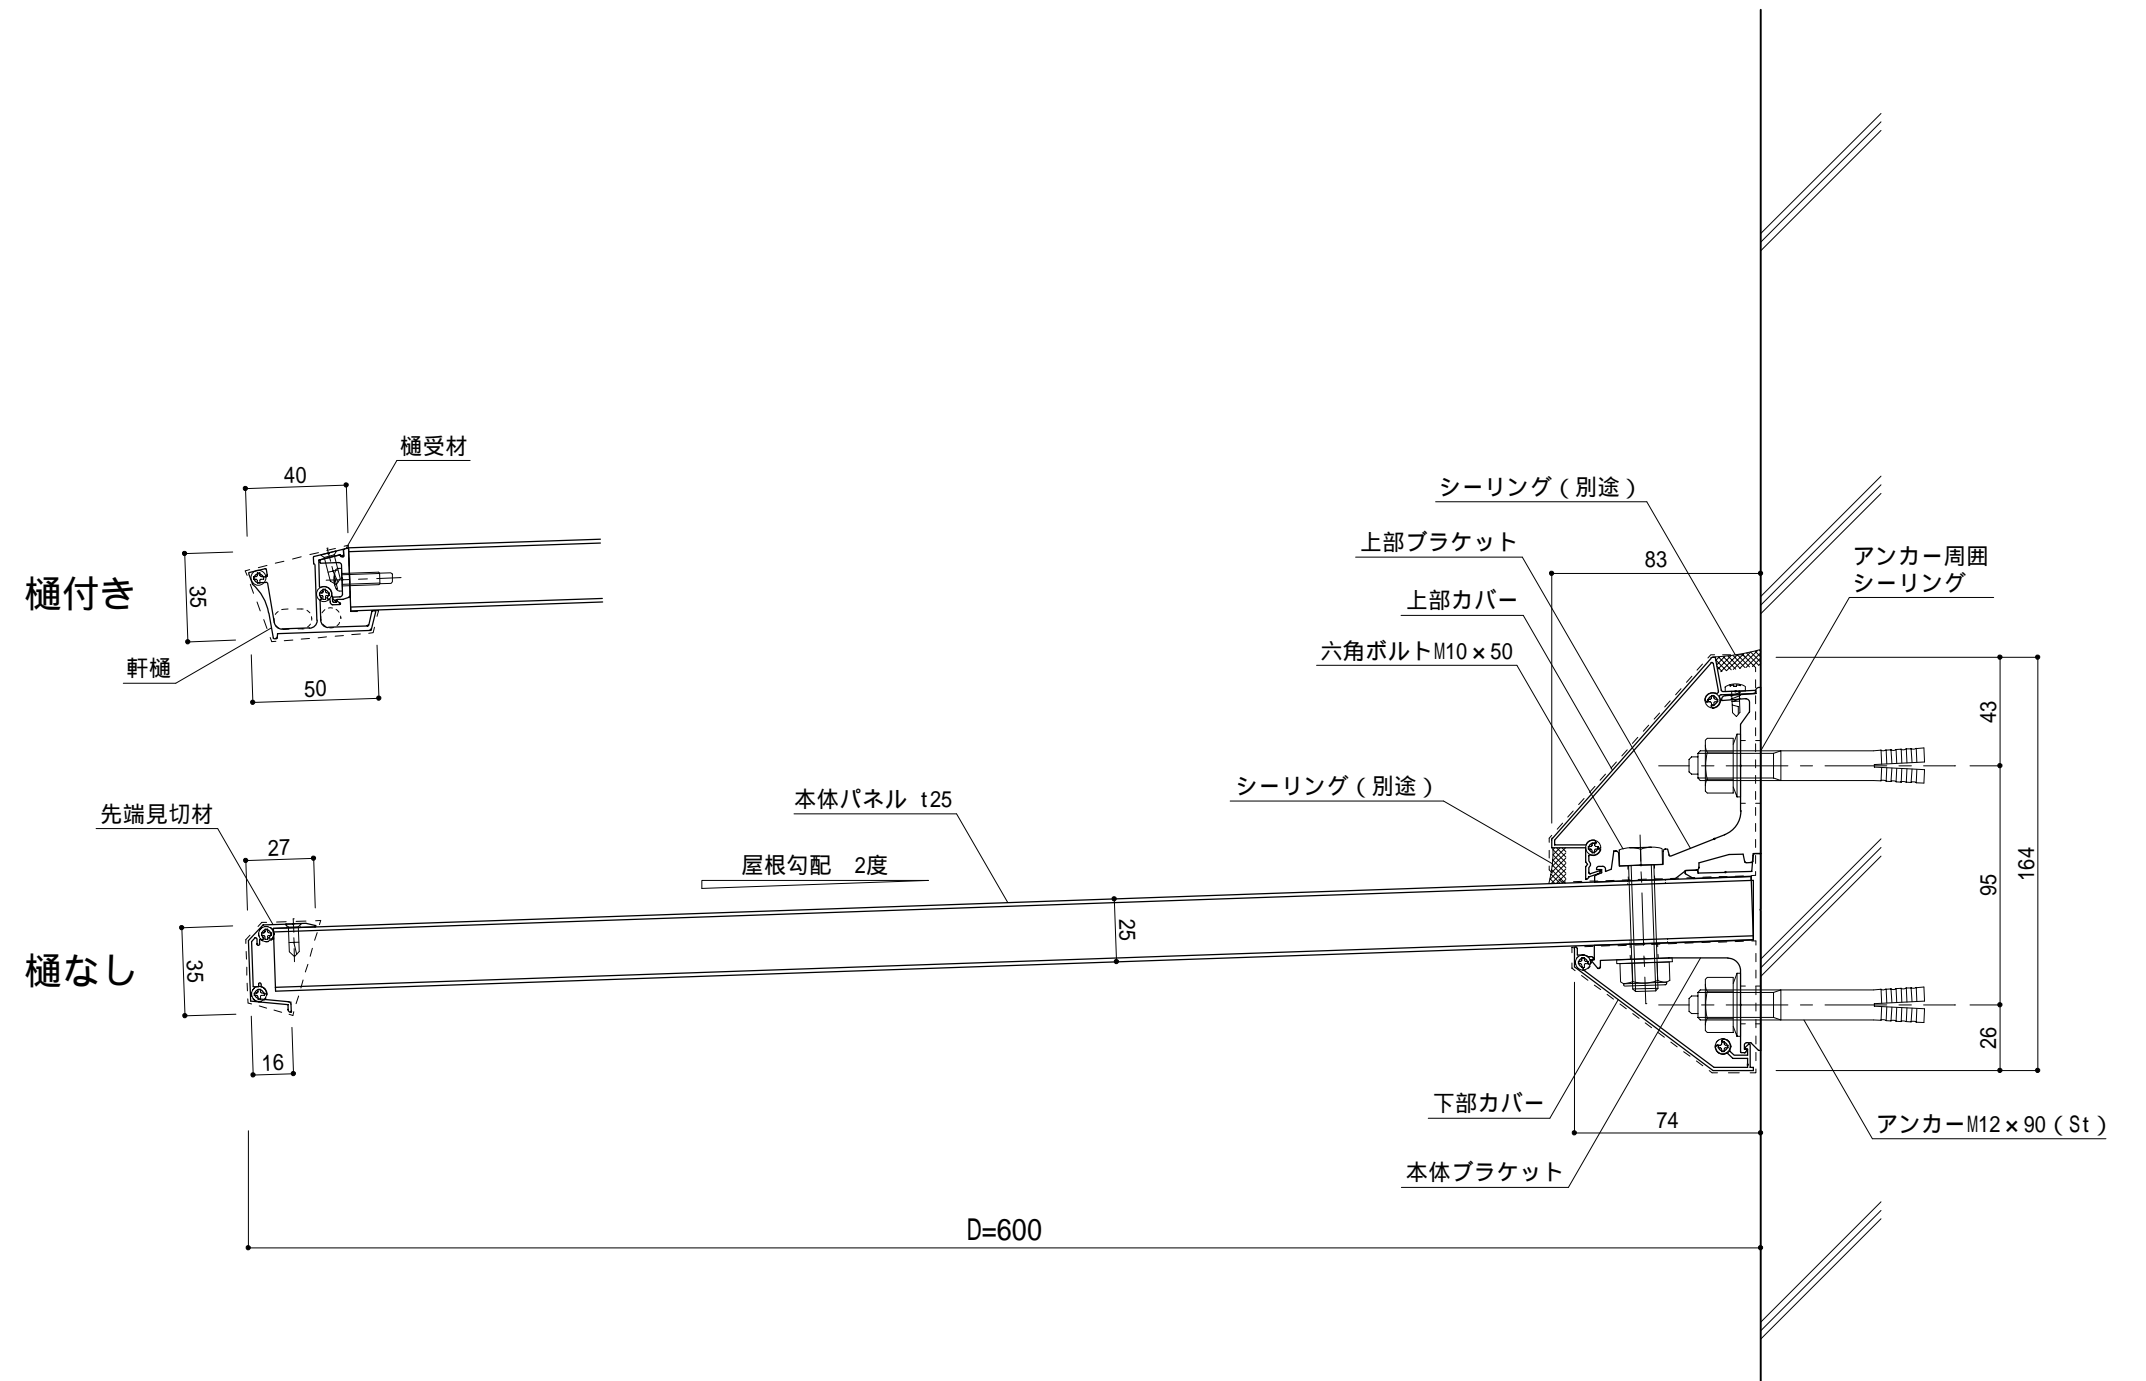 樋受材
40
シーリング（別途）
上部ブラケット
83
アンカー周囲
シーリング
樋付き
35
上部カバー
六角ボルトM10×50
軒樋
50
43
シーリング（別途）
本体パネル t25
先端見切材
27
屋根勾配 2度
164
95
25
樋なし
35
26
16
下部カバー
74
アンカーM12×90（St）
本体ブラケット
D=600